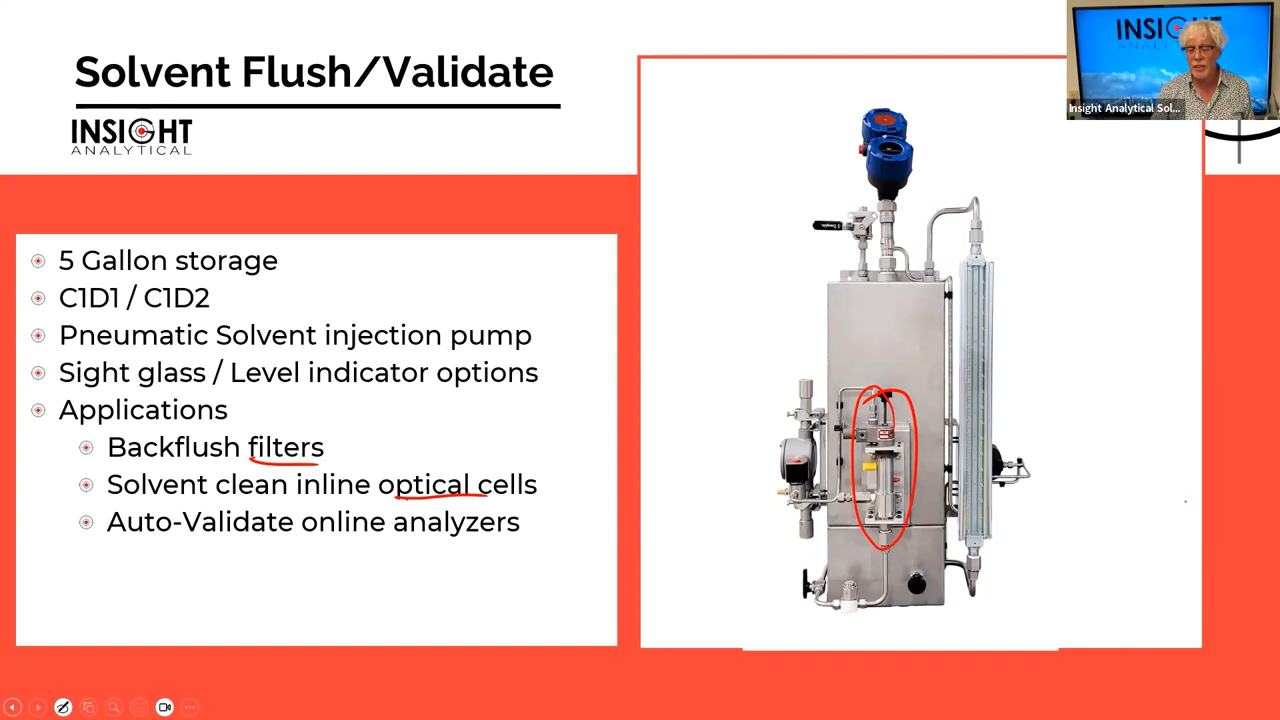 Solvent Flush/Validate
INSIGHT
ANALYTICAL
5 Gallon storage
C1D1 / C1D2
Pneumatic Solvent injection pump
Sight glass / Level indicator options
Applications
Backflush filters
Solvent clean inline optical cells
Auto-Validate online analyzers
INSIGHT
Insight Analytical Sol...